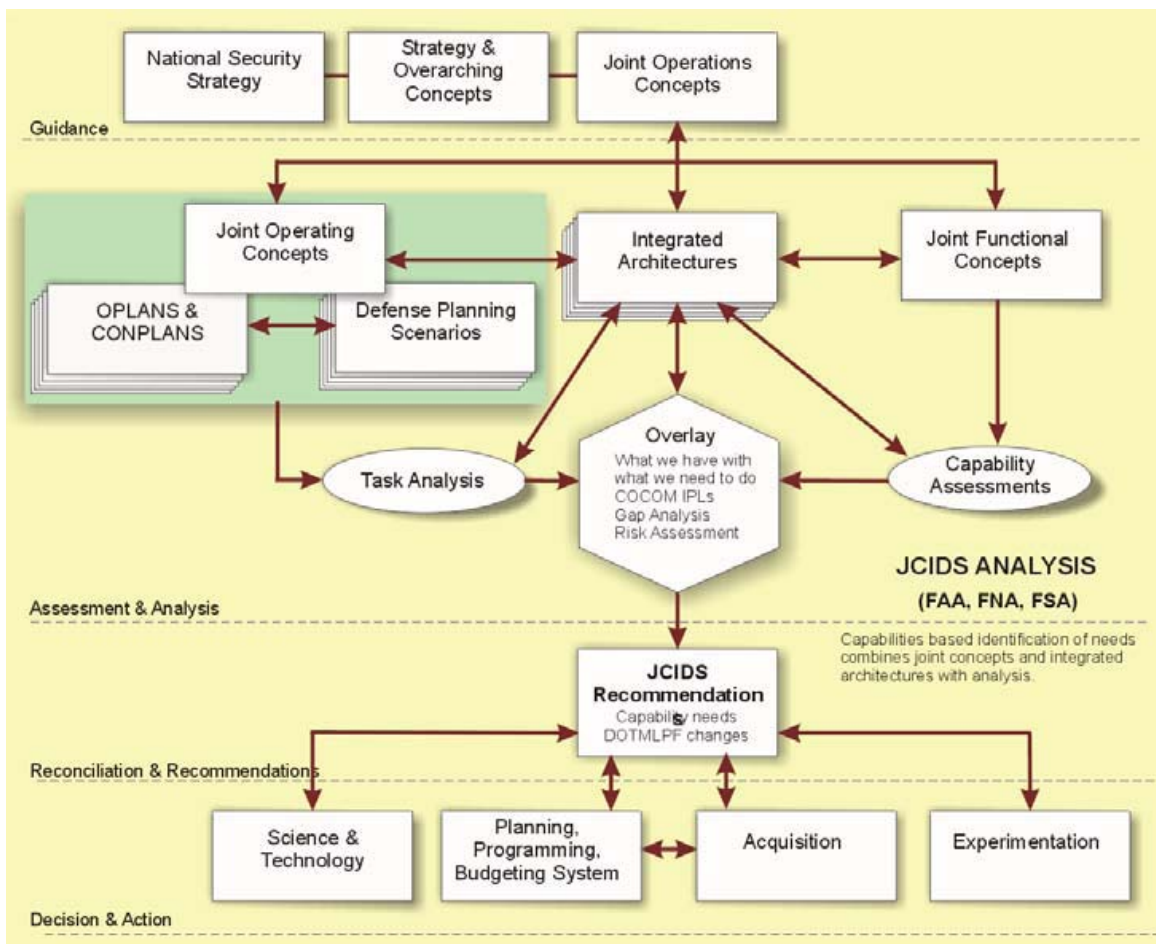 National Security
Strategy
Strategy &
Overarching
Concepts
Joint Operations
Concepts
Guidance
Joint Operating
Concepts
Integrated
Architectures
Joint Functional
Concepts
OPLANS &
CONPLANS
Defense Planning
Scenarios
Task Analysis
Overlay
What we have with
what we need to do
COCOM IPLs
Gap Analysis
Risk Assessment
Capability
Assessments
JCIDS ANALYSIS
(FAA, FNA, FSA)
Assessment & Analysis
Capabilities based identification of needs
combines joint concepts and integrated
architectures with analysis.
JCIDS
Recommendation
s
Capability needs
DOTMLPF changes
Reconciliation & Recommendations
Science &
Technology
Planning,
Programming,
Budgeting System
Acquisition
Experimentation
Decision & Action